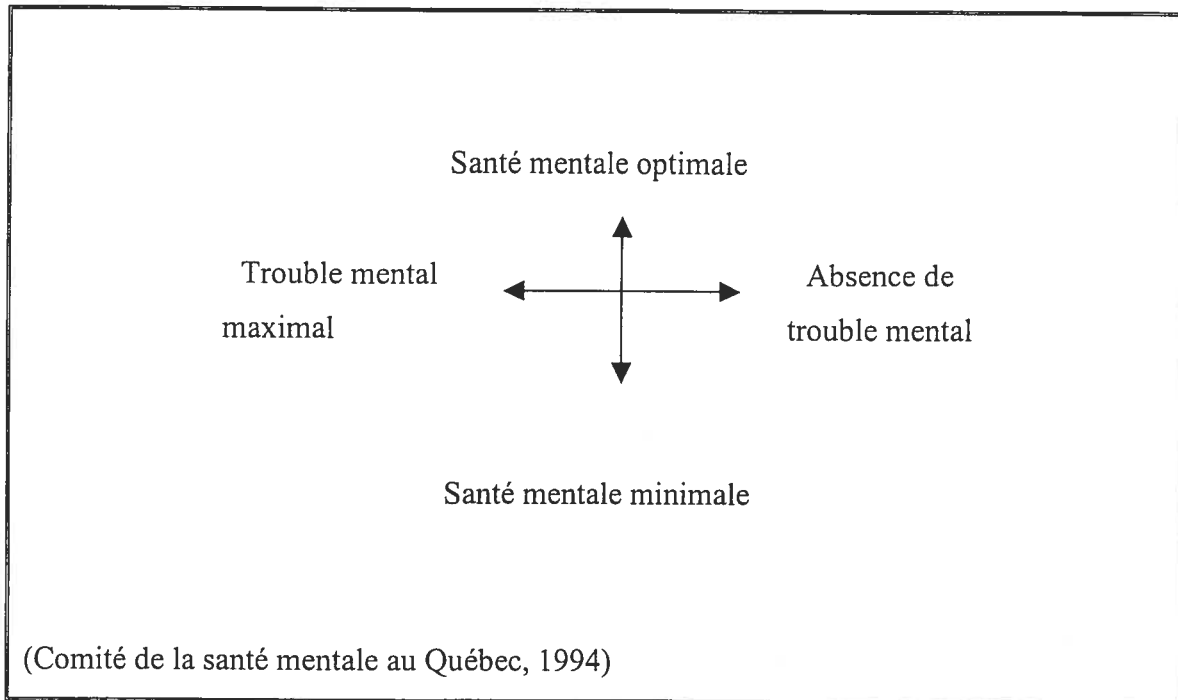 Santé mentale optimale
Trouble mental
maximal
Absence de
trouble mental
Santé mentale minimale
(Comité de la santé mentale au Québec, 1994)